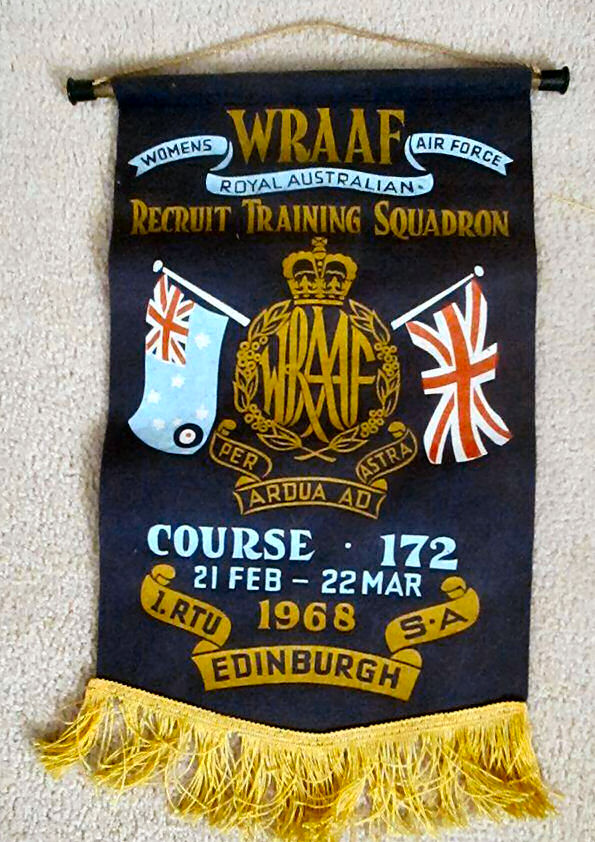 WOMENS WRAAF AIR FORCE
ROYAL AUSTRALIAN
RECRUIT TRAINING SQUADRON
WRAAF
PER ASTRA
ARDUA AD
COURSE · 172
21 FEB – 22 MAR
1. RTU 1968 S·A
EDINBURGH